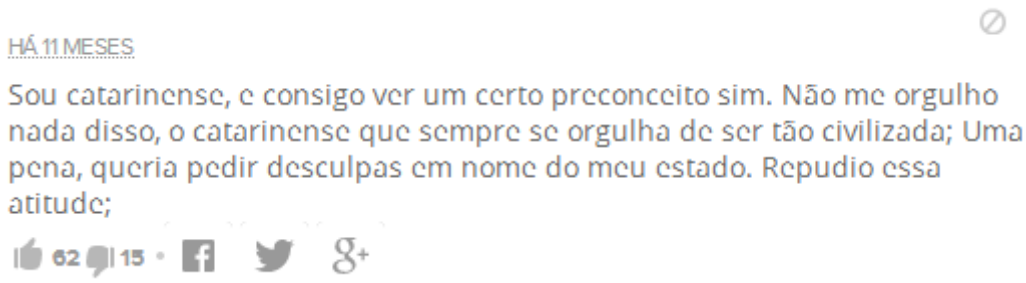 HÁ 11 MESES
Sou catarinense, e consigo ver um certo preconceito sim. Não me orgulho
nada disso, o catarinense que sempre se orgulha de ser tão civilizada; Uma
pena, queria pedir desculpas em nome do meu estado. Repudio essa
atitude;
62 15 • g+